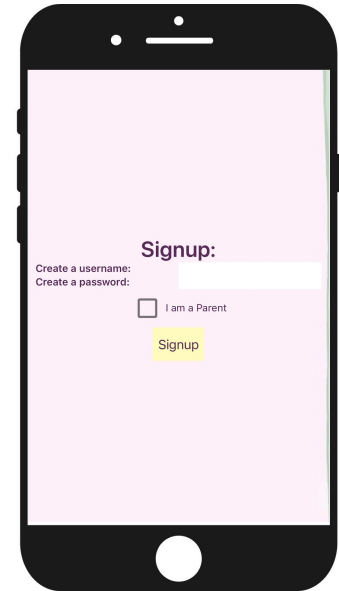 Signup:
Create a username:
Create a password:
I am a Parent
Signup